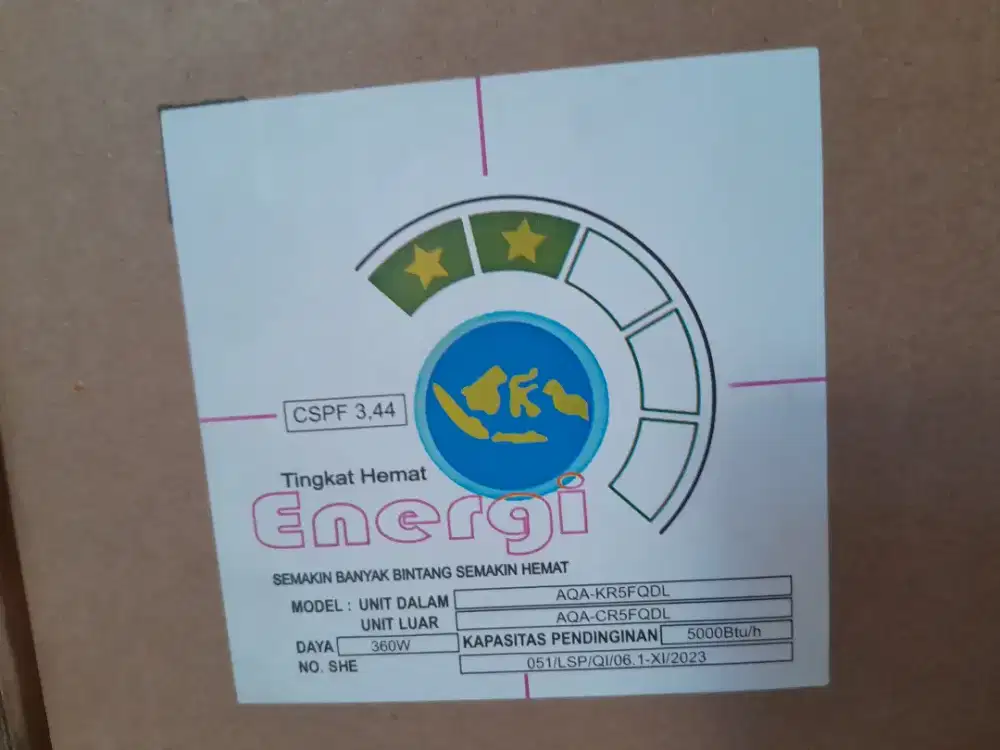 CSPF 3,44
Tingkat Hemat
Energi
SEMAKIN BANYAK BINTANG SEMAKIN HEMAT
MODEL : UNIT DALAM AQA-KR5FQDL
UNIT LUAR AQA-CR5FQDL
DAYA 360W KAPASITAS PENDINGINAN 5000Btu/h
NO. SHE 051/LSP/QI/06.1-XI/2023